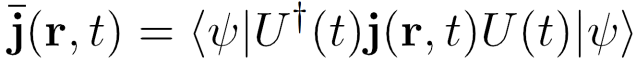 j̄(r, t) = ⟨ψ|U†(t)j(r, t)U(t)|ψ⟩